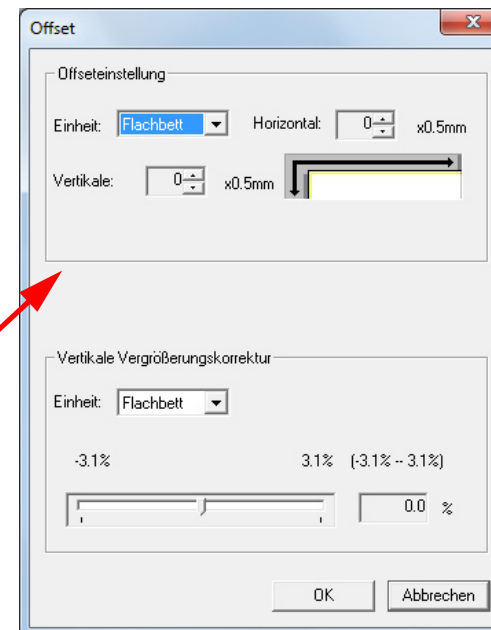 Offset
Offseteinstellung
Einheit: Flachbett Horizontal: 0 x0.5mm
Vertikale: 0 x0.5mm
Vertikale Vergrößerungskorrektur
Einheit: Flachbett
-3.1% 3.1% (-3.1% -- 3.1%)
0.0 %
OK Abbrechen